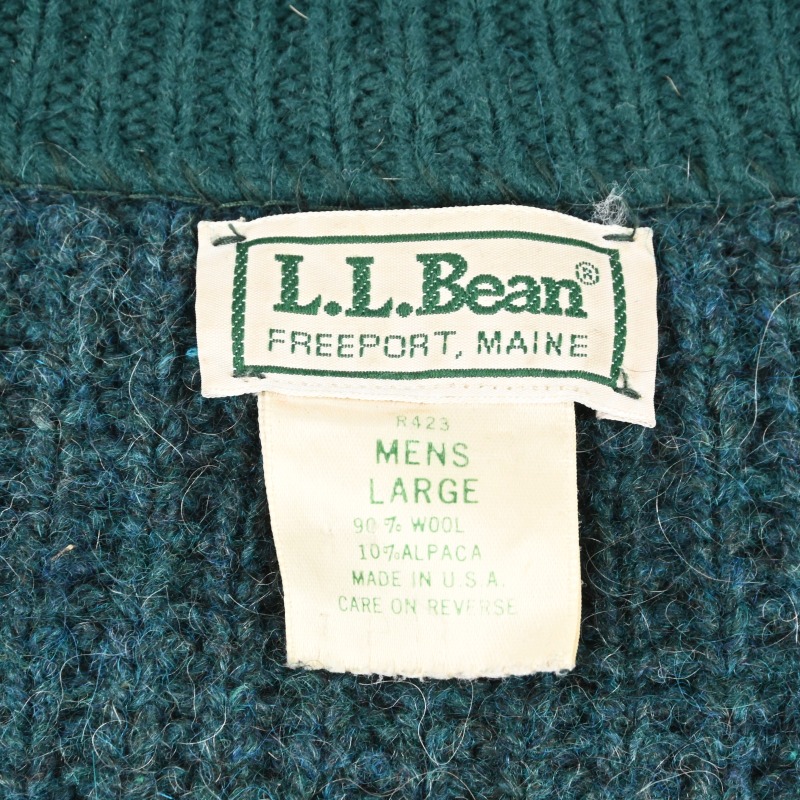 L.L.Bean®
FREEPORT, MAINE
R423
MENS
LARGE
90% WOOL
10% ALPACA
MADE IN U.S.A.
CARE ON REVERSE